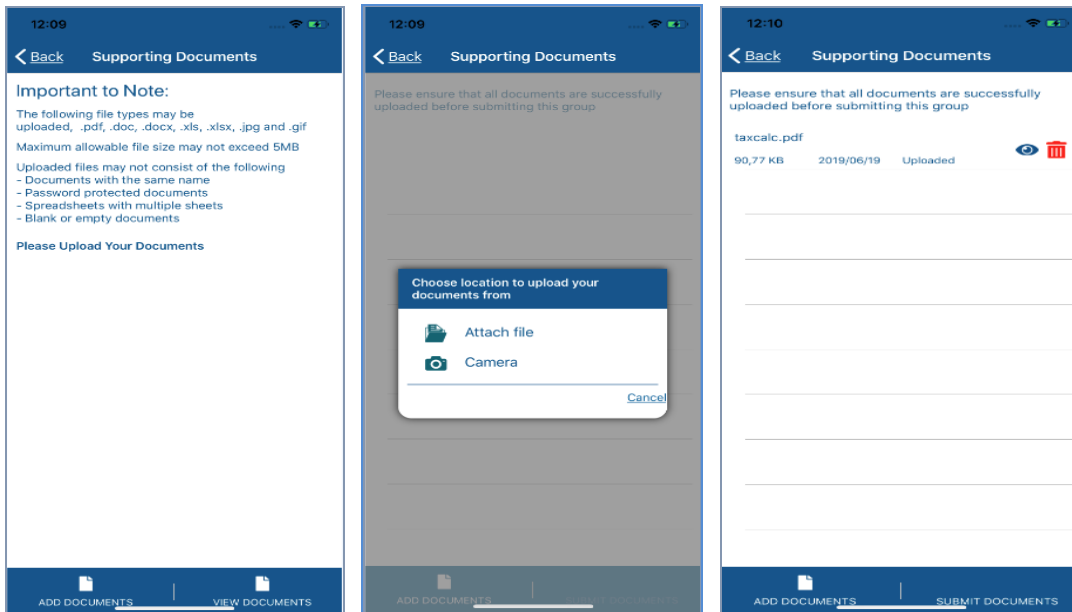 12:09
Back
Supporting Documents
Important to Note:
The following file types may be
uploaded, .pdf, .doc, .docx, .xls, .xlsx, .jpg and .gif
Maximum allowable file size may not exceed 5MB
Uploaded files may not consist of the following
- Documents with the same name
- Password protected documents
- Spreadsheets with multiple sheets
- Blank or empty documents
Please Upload Your Documents
ADD DOCUMENTS
VIEW DOCUMENTS
12:09
Back
Supporting Documents
Please ensure that all documents are successfully
uploaded before submitting this group
Choose location to upload your
documents from
Attach file
Camera
Cancel
ADD DOCUMENTS
SUBMIT DOCUMENTS
12:10
Back
Supporting Documents
Please ensure that all documents are successfully
uploaded before submitting this group
taxcalc.pdf
90,77 KB 2019/06/19 Uploaded
ADD DOCUMENTS
SUBMIT DOCUMENTS